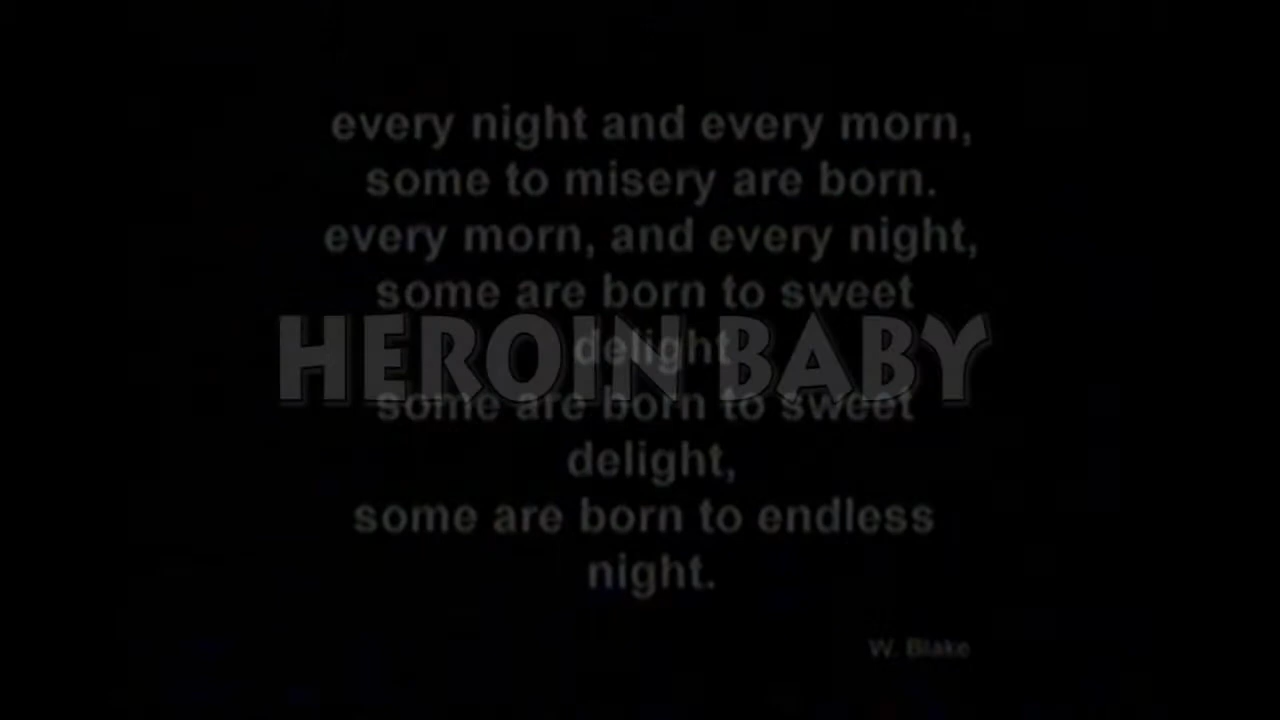 every night and every morn,
some to misery are born.
every morn, and every night,
some are born to sweet
delight
HEROIN BABY
some are born to sweet
delight,
some are born to endless
night.
W. Blake